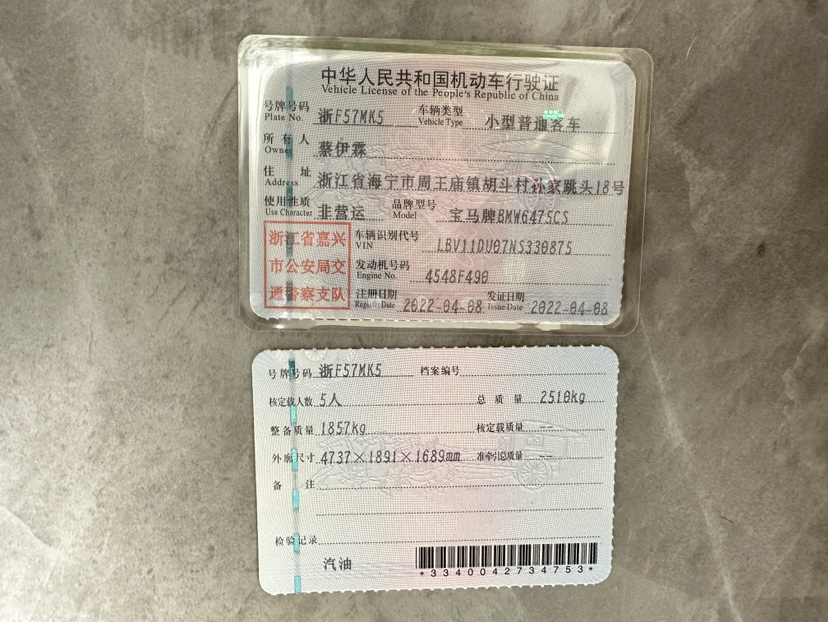 中华人民共和国机动车行驶证
Vehicle License of the People's Republic of China
号牌号码 Plate No. 浙F57MK5 车辆类型 Vehicle Type 小型普通客车
所有人 Owner 蔡伊霖
住址 Address 浙江省海宁市周王庙镇胡斗村孙家跳头18号
使用性质 Use Character 非营运 品牌型号 Model 宝马牌BMW6475CS
浙江省嘉兴
市公安局交
通警察支队
车辆识别代号 VIN LBV11DU07NS330875
发动机号码 Engine No. 4548F490
注册日期 Register Date 2022-04-08 发证日期 Issue Date 2022-04-08
号牌号码 浙F57MK5 档案编号
核定载人数 5人 总质量 2510kg
整备质量 1857kg 核定载质量 --
外廓尺寸 4737×1891×1689mm 准牵引总质量 --
备注
检验记录
汽油
*3340042734753*